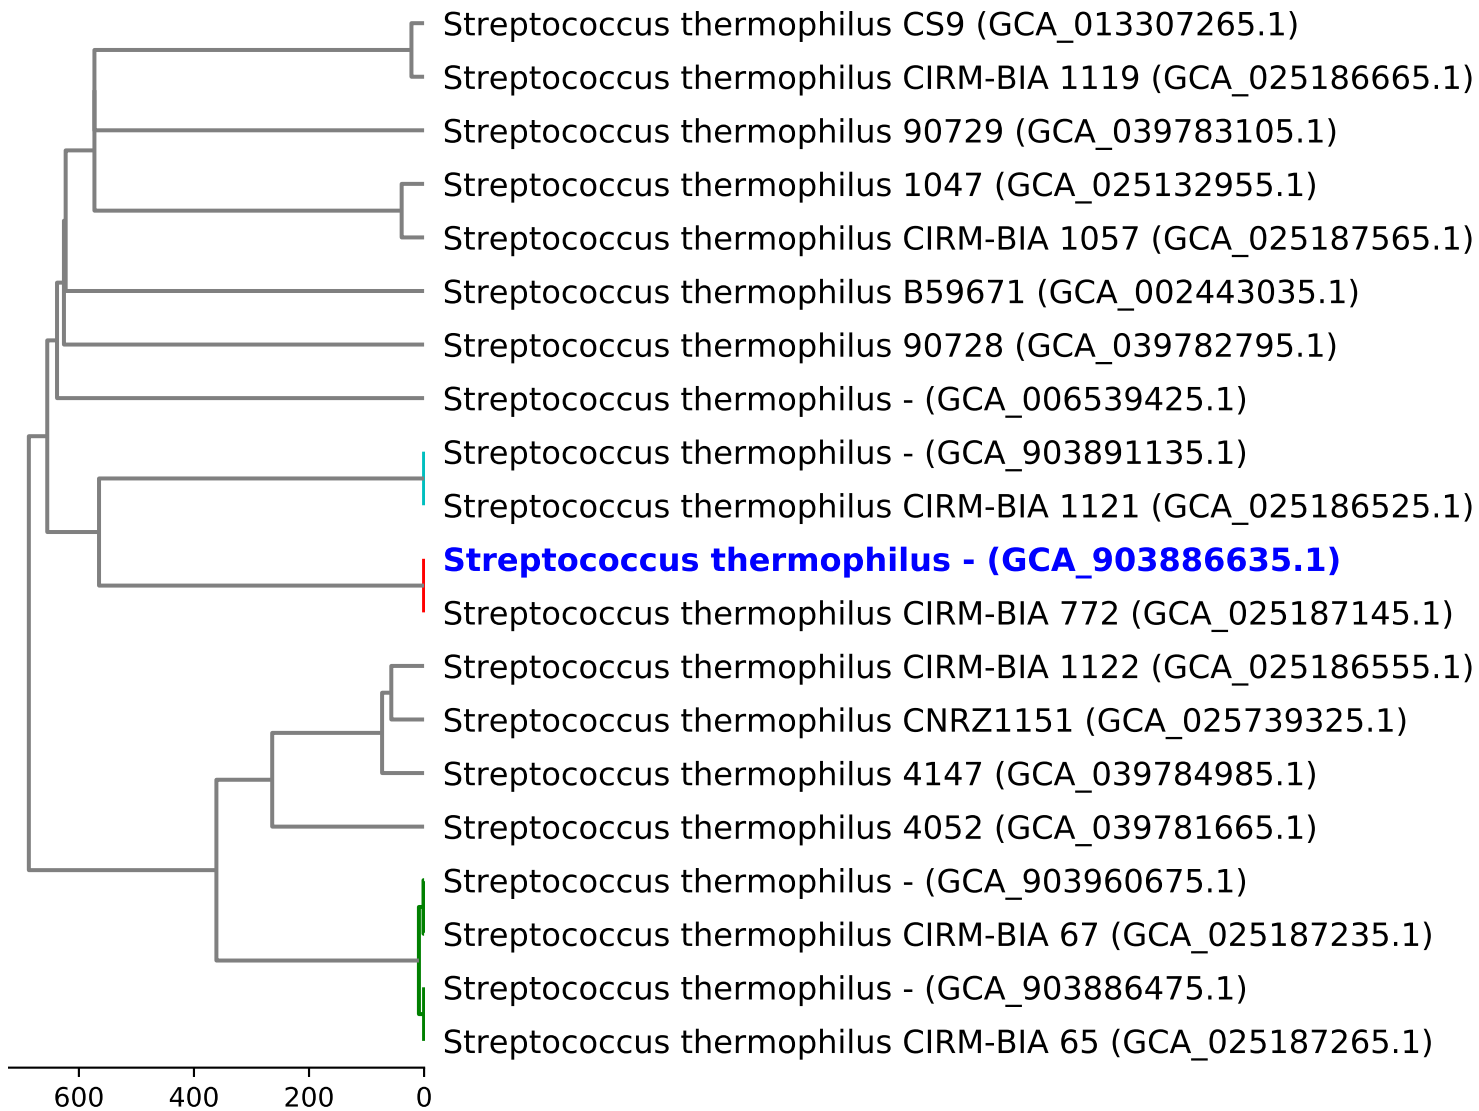 Streptococcus thermophilus CS9 (GCA_013307265.1)
Streptococcus thermophilus CIRM-BIA 1119 (GCA_025186665.1)
Streptococcus thermophilus 90729 (GCA_039783105.1)
Streptococcus thermophilus 1047 (GCA_025132955.1)
Streptococcus thermophilus CIRM-BIA 1057 (GCA_025187565.1)
Streptococcus thermophilus B59671 (GCA_002443035.1)
Streptococcus thermophilus 90728 (GCA_039782795.1)
Streptococcus thermophilus - (GCA_006539425.1)
Streptococcus thermophilus - (GCA_903891135.1)
Streptococcus thermophilus CIRM-BIA 1121 (GCA_025186525.1)
Streptococcus thermophilus - (GCA_903886635.1)
Streptococcus thermophilus CIRM-BIA 772 (GCA_025187145.1)
Streptococcus thermophilus CIRM-BIA 1122 (GCA_025186555.1)
Streptococcus thermophilus CNRZ1151 (GCA_025739325.1)
Streptococcus thermophilus 4147 (GCA_039784985.1)
Streptococcus thermophilus 4052 (GCA_039781665.1)
Streptococcus thermophilus - (GCA_903960675.1)
Streptococcus thermophilus CIRM-BIA 67 (GCA_025187235.1)
Streptococcus thermophilus - (GCA_903886475.1)
Streptococcus thermophilus CIRM-BIA 65 (GCA_025187265.1)
600 400 200 0